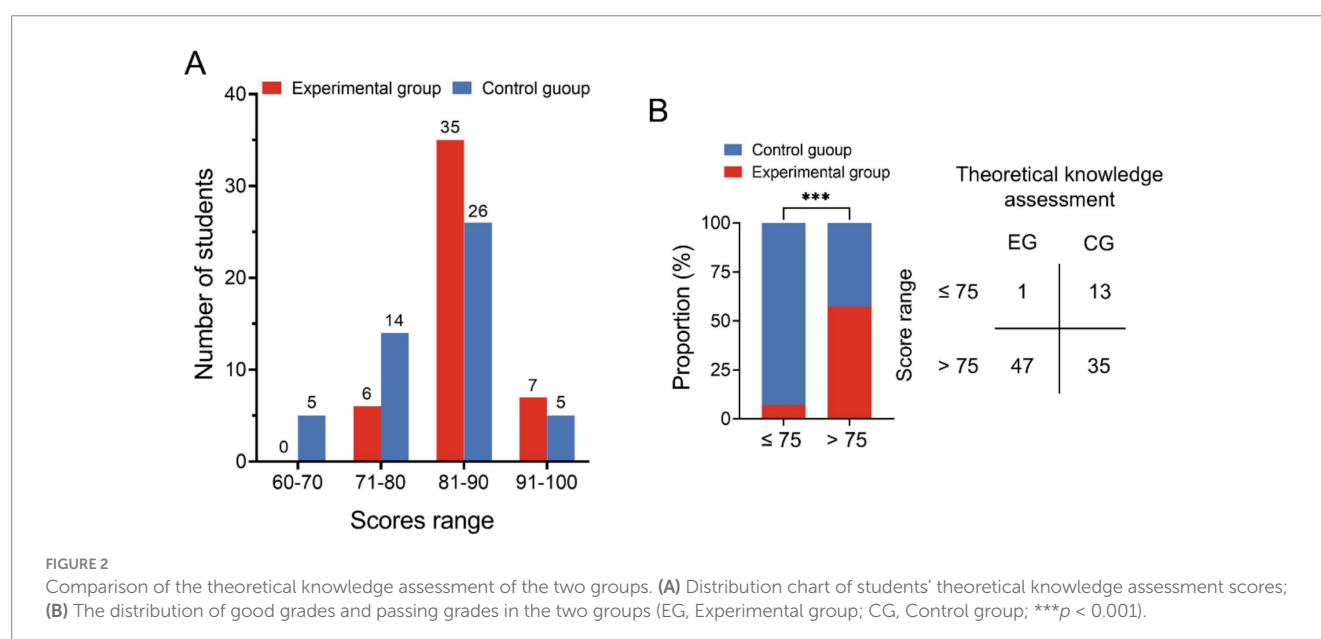 A
Experimental group Control guoup
Number of students
40
30
20
10
0
0
5
6
14
35
26
7
5
60-70 71-80 81-90 91-100
Scores range
B
Control guoup
Experimental group
***
Proportion (%)
100
75
50
25
0
≤ 75 > 75
Theoretical knowledge
assessment
EG CG
Score range
≤ 75 1 13
> 75 47 35
FIGURE 2
Comparison of the theoretical knowledge assessment of the two groups. (A) Distribution chart of students‘ theoretical knowledge assessment scores;
(B) The distribution of good grades and passing grades in the two groups (EG, Experimental group; CG, Control group; ***p < 0.001).